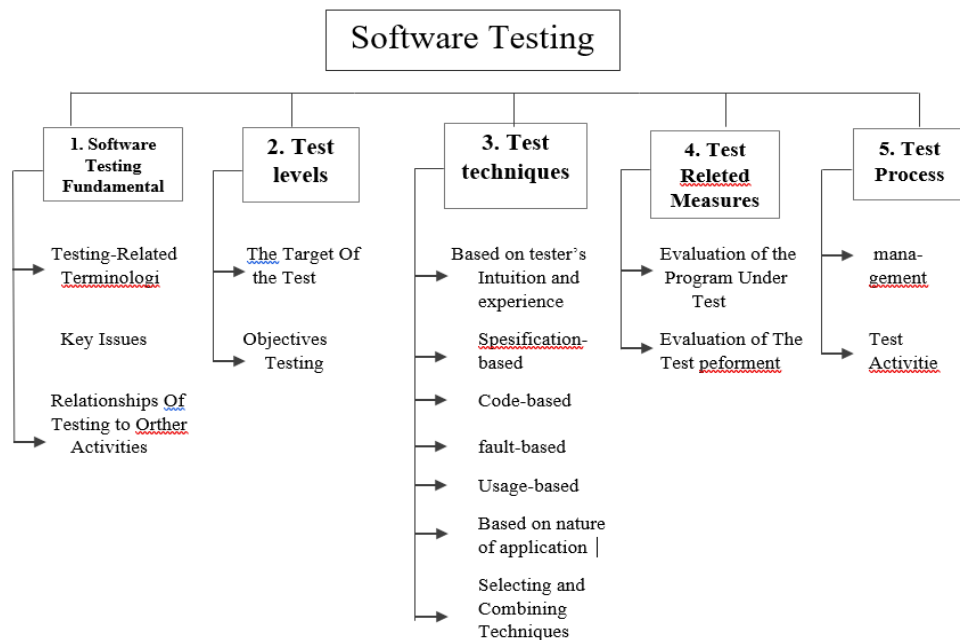 Software Testing
1. Software
Testing
Fundamental
Testing-Related
Terminologi
Key Issues
Relationships Of
Testing to Orther
Activities
2. Test
levels
The Target Of
the Test
Objectives
Testing
3. Test
techniques
Based on tester's
Intuition and
experience
Spesification-
based
Code-based
fault-based
Usage-based
Based on nature
of application
Selecting and
Combining
Techniques
4. Test
Releted
Measures
Evaluation of the
Program Under
Test
Evaluation of The
Test peforment
5. Test
Process
mana-
gement
Test
Activitie